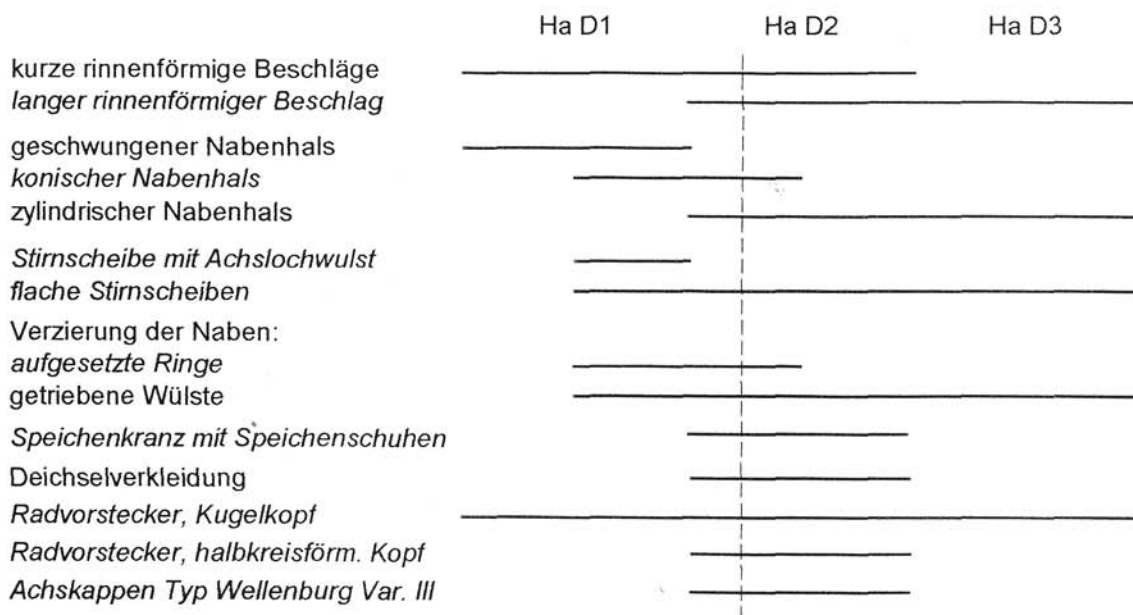 Ha D1 Ha D2 Ha D3
kurze rinnenförmige Beschläge
langer rinnenförmiger Beschlag
geschwungener Nabenhals
konischer Nabenhals
zylindrischer Nabenhals
Stirnscheibe mit Achslochwulst
flache Stirnscheiben
Verzierung der Naben:
aufgesetzte Ringe
getriebene Wülste
Speichenkranz mit Speichenschuhen
Deichselverkleidung
Radvorstecker, Kugelkopf
Radvorstecker, halbkreisförm. Kopf
Achskappen Typ Wellenburg Var. III